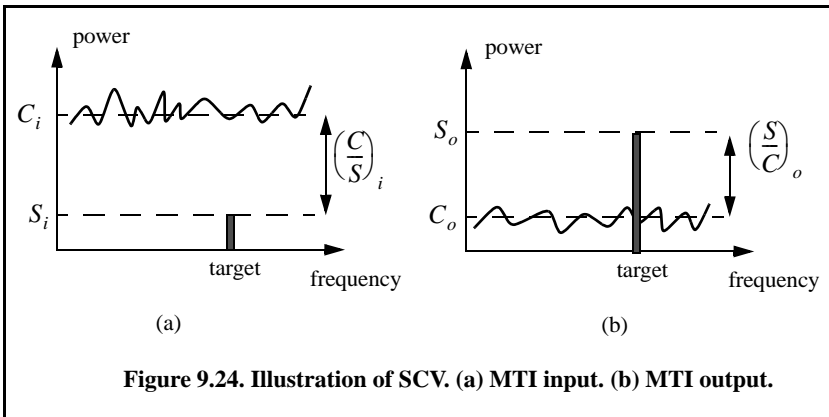 power
C_i
(C/S)_i
S_i
target
frequency
(a)
power
S_o
(S/C)_o
C_o
target
frequency
(b)
Figure 9.24. Illustration of SCV. (a) MTI input. (b) MTI output.